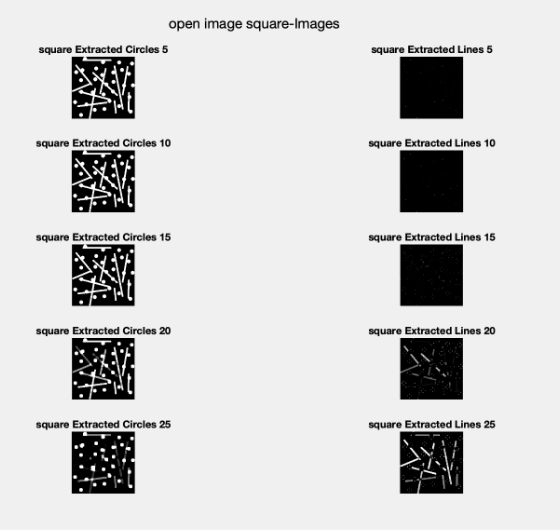 open image square-Images
square Extracted Circles 5
square Extracted Lines 5
square Extracted Circles 10
square Extracted Lines 10
square Extracted Circles 15
square Extracted Lines 15
square Extracted Circles 20
square Extracted Lines 20
square Extracted Circles 25
square Extracted Lines 25